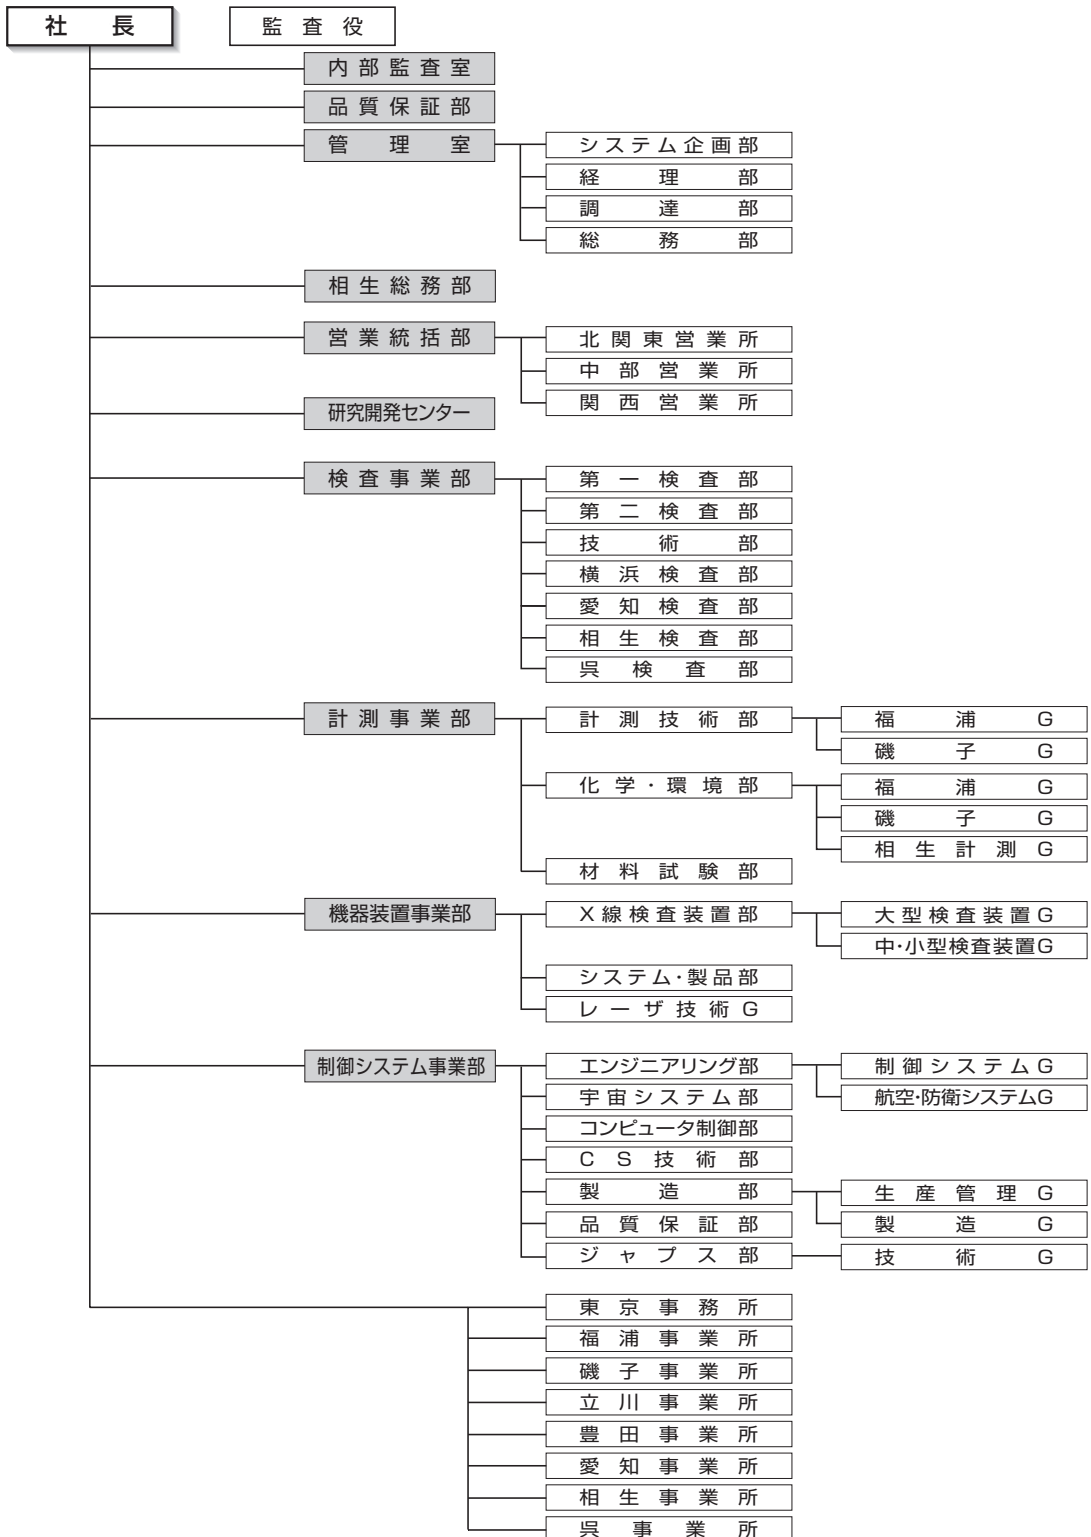 社長
監査役
内部監査室
品質保証部
管理室
システム企画部
経理部
調達部
総務部
相生総務部
営業統括部
北関東営業所
中部営業所
関西営業所
研究開発センター
検査事業部
第一検査部
第二検査部
技術部
横浜検査部
愛知検査部
相生検査部
呉検査部
計測事業部
計測技術部
福浦G
磯子G
化学・環境部
福浦G
磯子G
相生計測G
材料試験部
機器装置事業部
X線検査装置部
大型検査装置G
中・小型検査装置G
システム・製品部
レーザ技術G
制御システム事業部
エンジニアリング部
制御システムG
航空・防衛システムG
宇宙システム部
コンピュータ制御部
CS技術部
製造部
生産管理G
製造G
品質保証部
ジャプス部
技術G
東京事務所
福浦事業所
磯子事業所
立川事業所
豊田事業所
愛知事業所
相生事業所
呉事業所